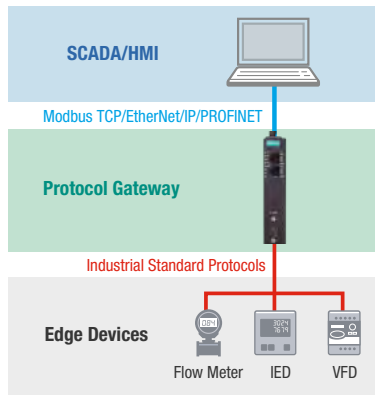 SCADA/HMI
Modbus TCP/EtherNet/IP/PROFINET
Protocol Gateway
Industrial Standard Protocols
Edge Devices
Flow Meter IED VFD